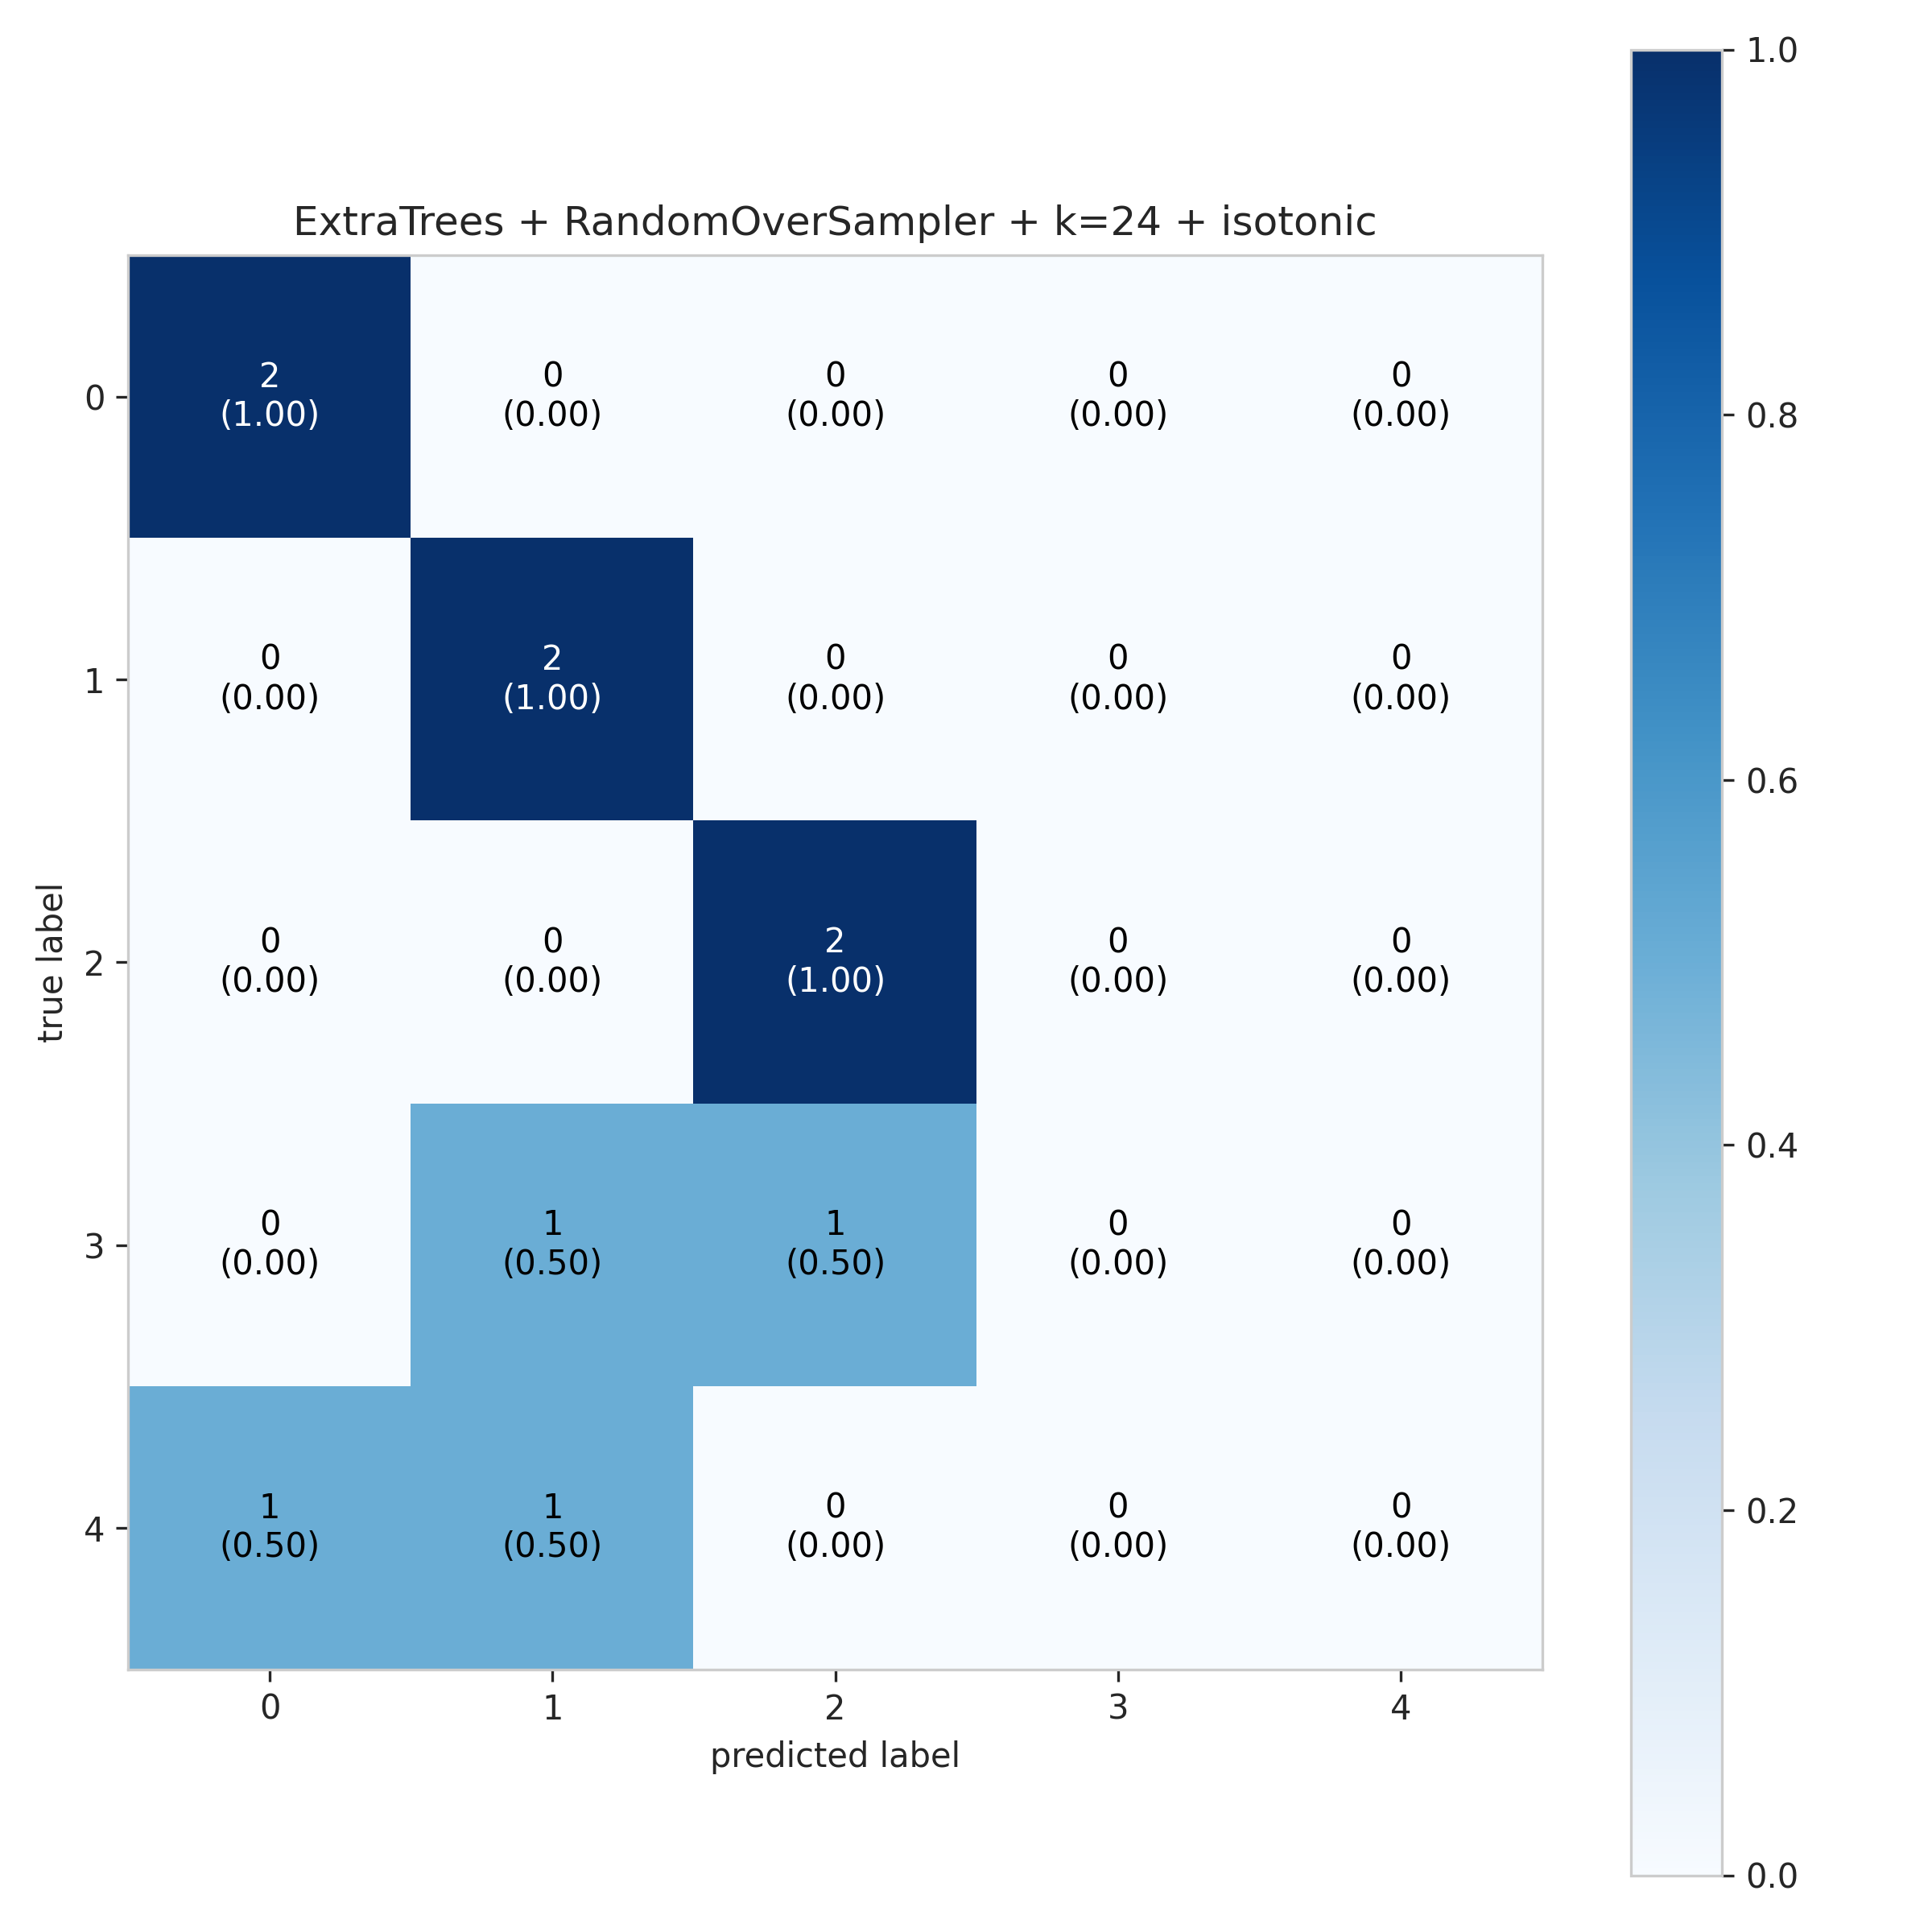 ExtraTrees + RandomOverSampler + k=24 + isotonic
1.0
0.8
0.6
0.4
0.2
0.0
true label
0
2 0 0 0 0
(1.00) (0.00) (0.00) (0.00) (0.00)
1
0 2 0 0 0
(0.00) (1.00) (0.00) (0.00) (0.00)
2
0 0 2 0 0
(0.00) (0.00) (1.00) (0.00) (0.00)
3
0 1 1 0 0
(0.00) (0.50) (0.50) (0.00) (0.00)
4
1 1 0 0 0
(0.50) (0.50) (0.00) (0.00) (0.00)
0 1 2 3 4
predicted label